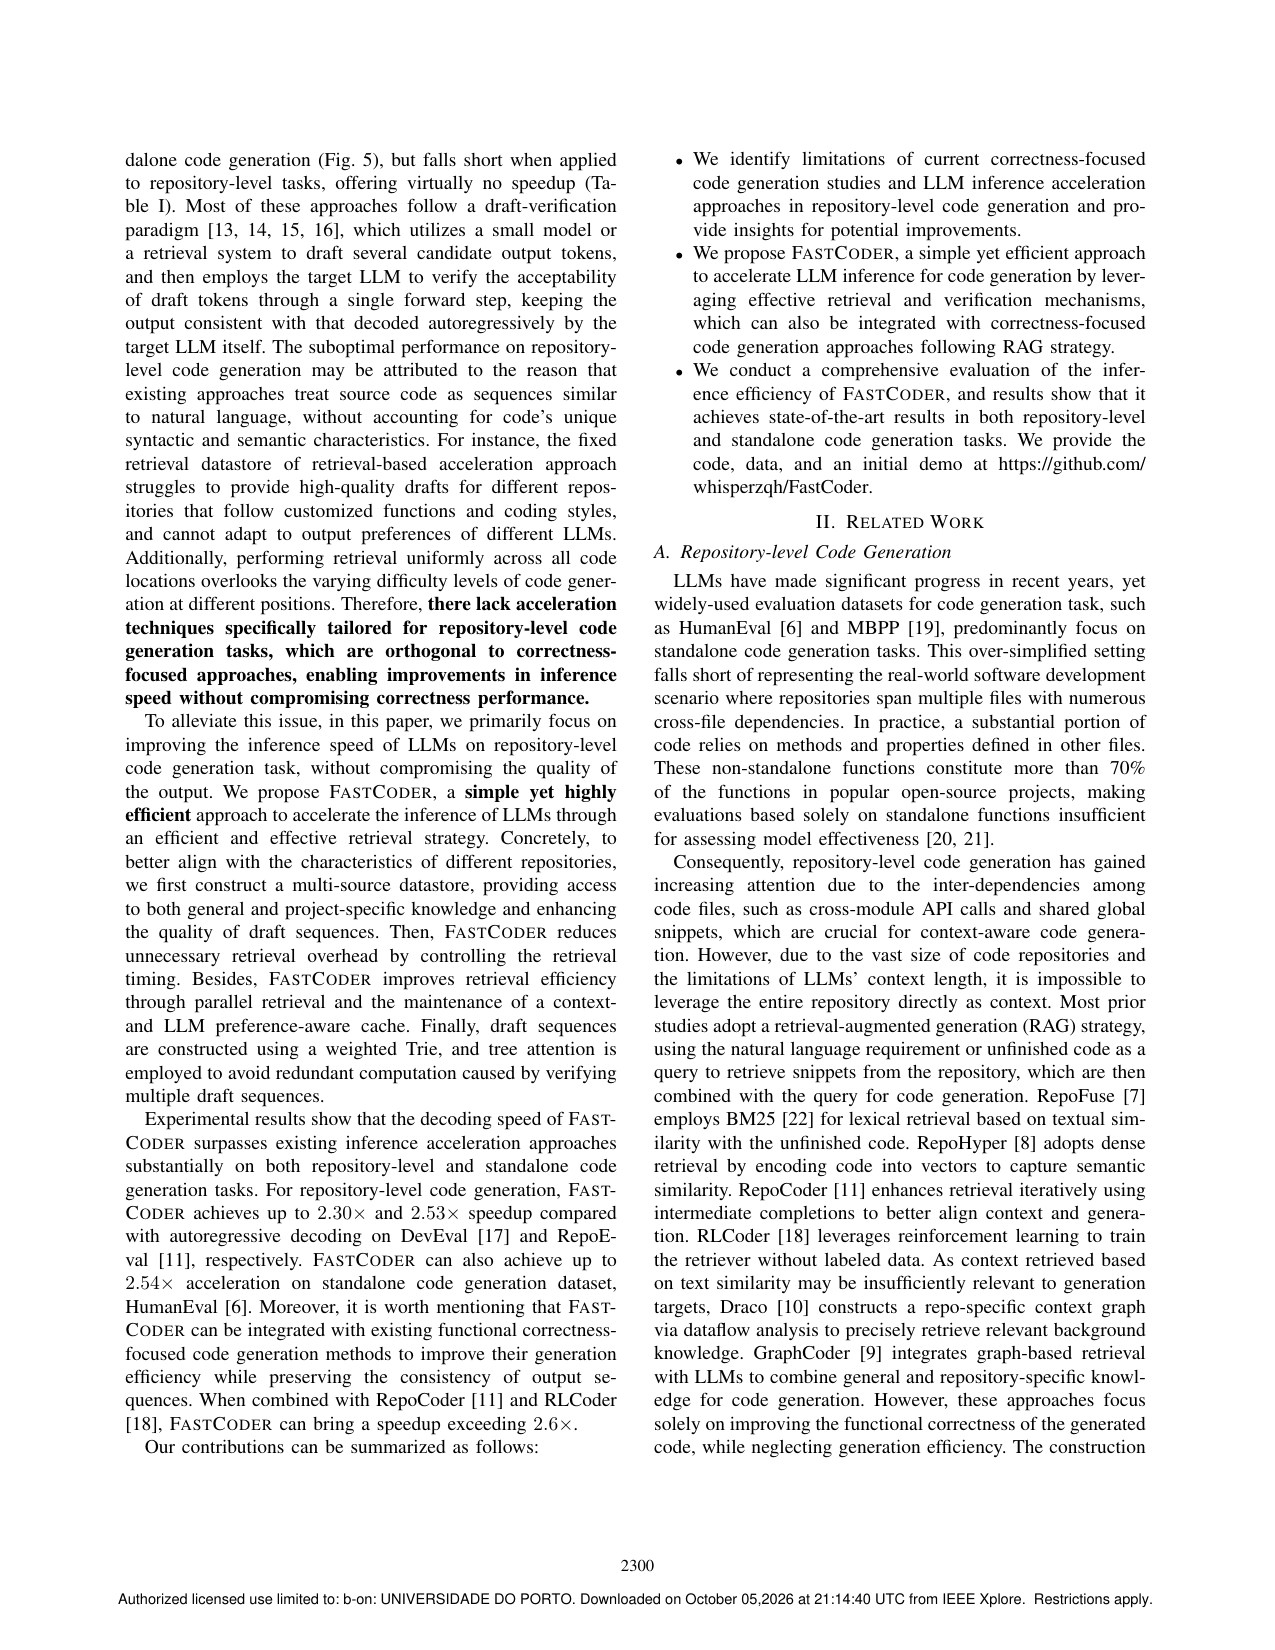 dalone code generation (Fig. 5), but falls short when applied
to repository-level tasks, offering virtually no speedup (Ta-
ble I). Most of these approaches follow a draft-verification
paradigm [13, 14, 15, 16], which utilizes a small model or
a retrieval system to draft several candidate output tokens,
and then employs the target LLM to verify the acceptability
of draft tokens through a single forward step, keeping the
output consistent with that decoded autoregressively by the
target LLM itself. The suboptimal performance on repository-
level code generation may be attributed to the reason that
existing approaches treat source code as sequences similar
to natural language, without accounting for code's unique
syntactic and semantic characteristics. For instance, the fixed
retrieval datastore of retrieval-based acceleration approach
struggles to provide high-quality drafts for different repos-
itories that follow customized functions and coding styles,
and cannot adapt to output preferences of different LLMs.
Additionally, performing retrieval uniformly across all code
locations overlooks the varying difficulty levels of code gener-
ation at different positions. Therefore, there lack acceleration
techniques specifically tailored for repository-level code
generation tasks, which are orthogonal to correctness-
focused approaches, enabling improvements in inference
speed without compromising correctness performance.
To alleviate this issue, in this paper, we primarily focus on
improving the inference speed of LLMs on repository-level
code generation task, without compromising the quality of
the output. We propose FASTCODER, a simple yet highly
efficient approach to accelerate the inference of LLMs through
an efficient and effective retrieval strategy. Concretely, to
better align with the characteristics of different repositories,
we first construct a multi-source datastore, providing access
to both general and project-specific knowledge and enhancing
the quality of draft sequences. Then, FASTCODER reduces
unnecessary retrieval overhead by controlling the retrieval
timing. Besides, FASTCODER improves retrieval efficiency
through parallel retrieval and the maintenance of a context-
and LLM preference-aware cache. Finally, draft sequences
are constructed using a weighted Trie, and tree attention is
employed to avoid redundant computation caused by verifying
multiple draft sequences.
Experimental results show that the decoding speed of FAST-
CODER surpasses existing inference acceleration approaches
substantially on both repository-level and standalone code
generation tasks. For repository-level code generation, FAST-
CODER achieves up to 2.30× and 2.53× speedup compared
with autoregressive decoding on DevEval [17] and RepoE-
val [11], respectively. FASTCODER can also achieve up to
2.54× acceleration on standalone code generation dataset,
HumanEval [6]. Moreover, it is worth mentioning that FAST-
CODER can be integrated with existing functional correctness-
focused code generation methods to improve their generation
efficiency while preserving the consistency of output se-
quences. When combined with RepoCoder [11] and RLCoder
[18], FASTCODER can bring a speedup exceeding 2.6×.
Our contributions can be summarized as follows:
• We identify limitations of current correctness-focused
code generation studies and LLM inference acceleration
approaches in repository-level code generation and pro-
vide insights for potential improvements.
• We propose FASTCODER, a simple yet efficient approach
to accelerate LLM inference for code generation by lever-
aging effective retrieval and verification mechanisms,
which can also be integrated with correctness-focused
code generation approaches following RAG strategy.
• We conduct a comprehensive evaluation of the infer-
ence efficiency of FASTCODER, and results show that it
achieves state-of-the-art results in both repository-level
and standalone code generation tasks. We provide the
code, data, and an initial demo at https://github.com/
whisperzqh/FastCoder.
II. RELATED WORK
A. Repository-level Code Generation
LLMs have made significant progress in recent years, yet
widely-used evaluation datasets for code generation task, such
as HumanEval [6] and MBPP [19], predominantly focus on
standalone code generation tasks. This over-simplified setting
falls short of representing the real-world software development
scenario where repositories span multiple files with numerous
cross-file dependencies. In practice, a substantial portion of
code relies on methods and properties defined in other files.
These non-standalone functions constitute more than 70%
of the functions in popular open-source projects, making
evaluations based solely on standalone functions insufficient
for assessing model effectiveness [20, 21].
Consequently, repository-level code generation has gained
increasing attention due to the inter-dependencies among
code files, such as cross-module API calls and shared global
snippets, which are crucial for context-aware code genera-
tion. However, due to the vast size of code repositories and
the limitations of LLMs' context length, it is impossible to
leverage the entire repository directly as context. Most prior
studies adopt a retrieval-augmented generation (RAG) strategy,
using the natural language requirement or unfinished code as a
query to retrieve snippets from the repository, which are then
combined with the query for code generation. RepoFuse [7]
employs BM25 [22] for lexical retrieval based on textual sim-
ilarity with the unfinished code. RepoHyper [8] adopts dense
retrieval by encoding code into vectors to capture semantic
similarity. RepoCoder [11] enhances retrieval iteratively using
intermediate completions to better align context and genera-
tion. RLCoder [18] leverages reinforcement learning to train
the retriever without labeled data. As context retrieved based
on text similarity may be insufficiently relevant to generation
targets, Draco [10] constructs a repo-specific context graph
via dataflow analysis to precisely retrieve relevant background
knowledge. GraphCoder [9] integrates graph-based retrieval
with LLMs to combine general and repository-specific knowl-
edge for code generation. However, these approaches focus
solely on improving the functional correctness of the generated
code, while neglecting generation efficiency. The construction
2300
Authorized licensed use limited to: b-on: UNIVERSIDADE DO PORTO. Downloaded on October 05,2026 at 21:14:40 UTC from IEEE Xplore. Restrictions apply.